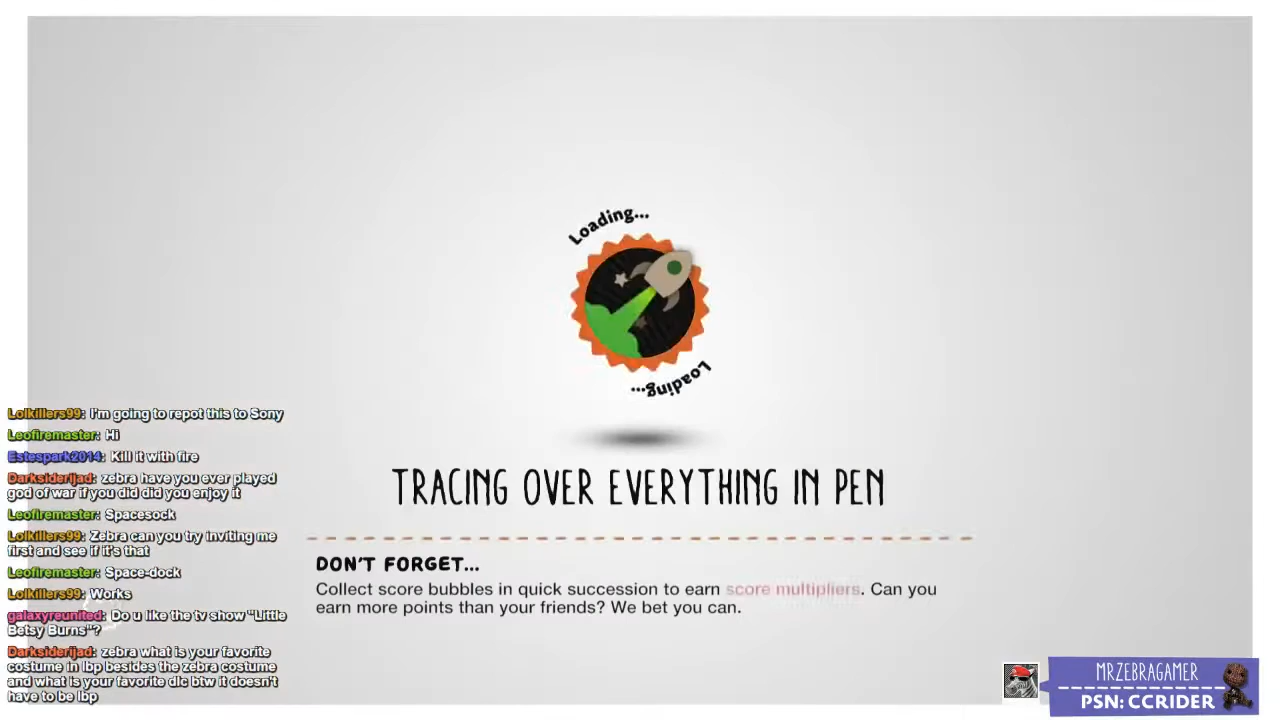 Loading...
Loading...
TRACING OVER EVERYTHING IN PEN
DON'T FORGET...
Collect score bubbles in quick succession to earn score multipliers. Can you
earn more points than your friends? We bet you can.
Lolkillers99: I'm going to repot this to Sony
Leofiremaster: Hi
Estespark2014: Kill it with fire
Darksiderijad: zebra have you ever played
god of war if you did did you enjoy it
Leofiremaster: Spacesock
Lolkillers99: Zebra can you try inviting me
first and see if it's that
Leofiremaster: Space-dock
Lolkillers99: Works
galaxyreunited: Do u like the tv show "Little
Betsy Burns"?
Darksiderijad: zebra what is your favorite
costume in lbp besides the zebra costume
and what is your favorite dlc btw it doesn't
have to be lbp
MRZEBRAGAMER
PSN: CCRIDER